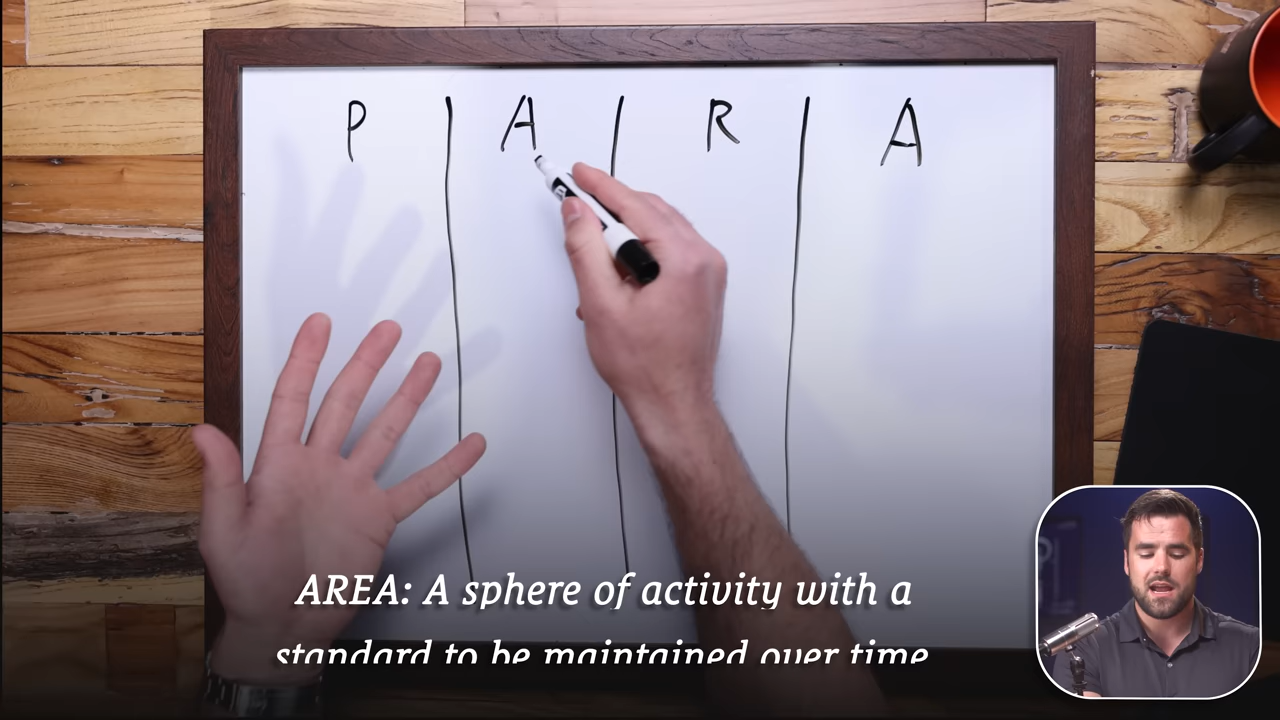 P A R A
AREA: A sphere of activity with a
standard to be maintained over time